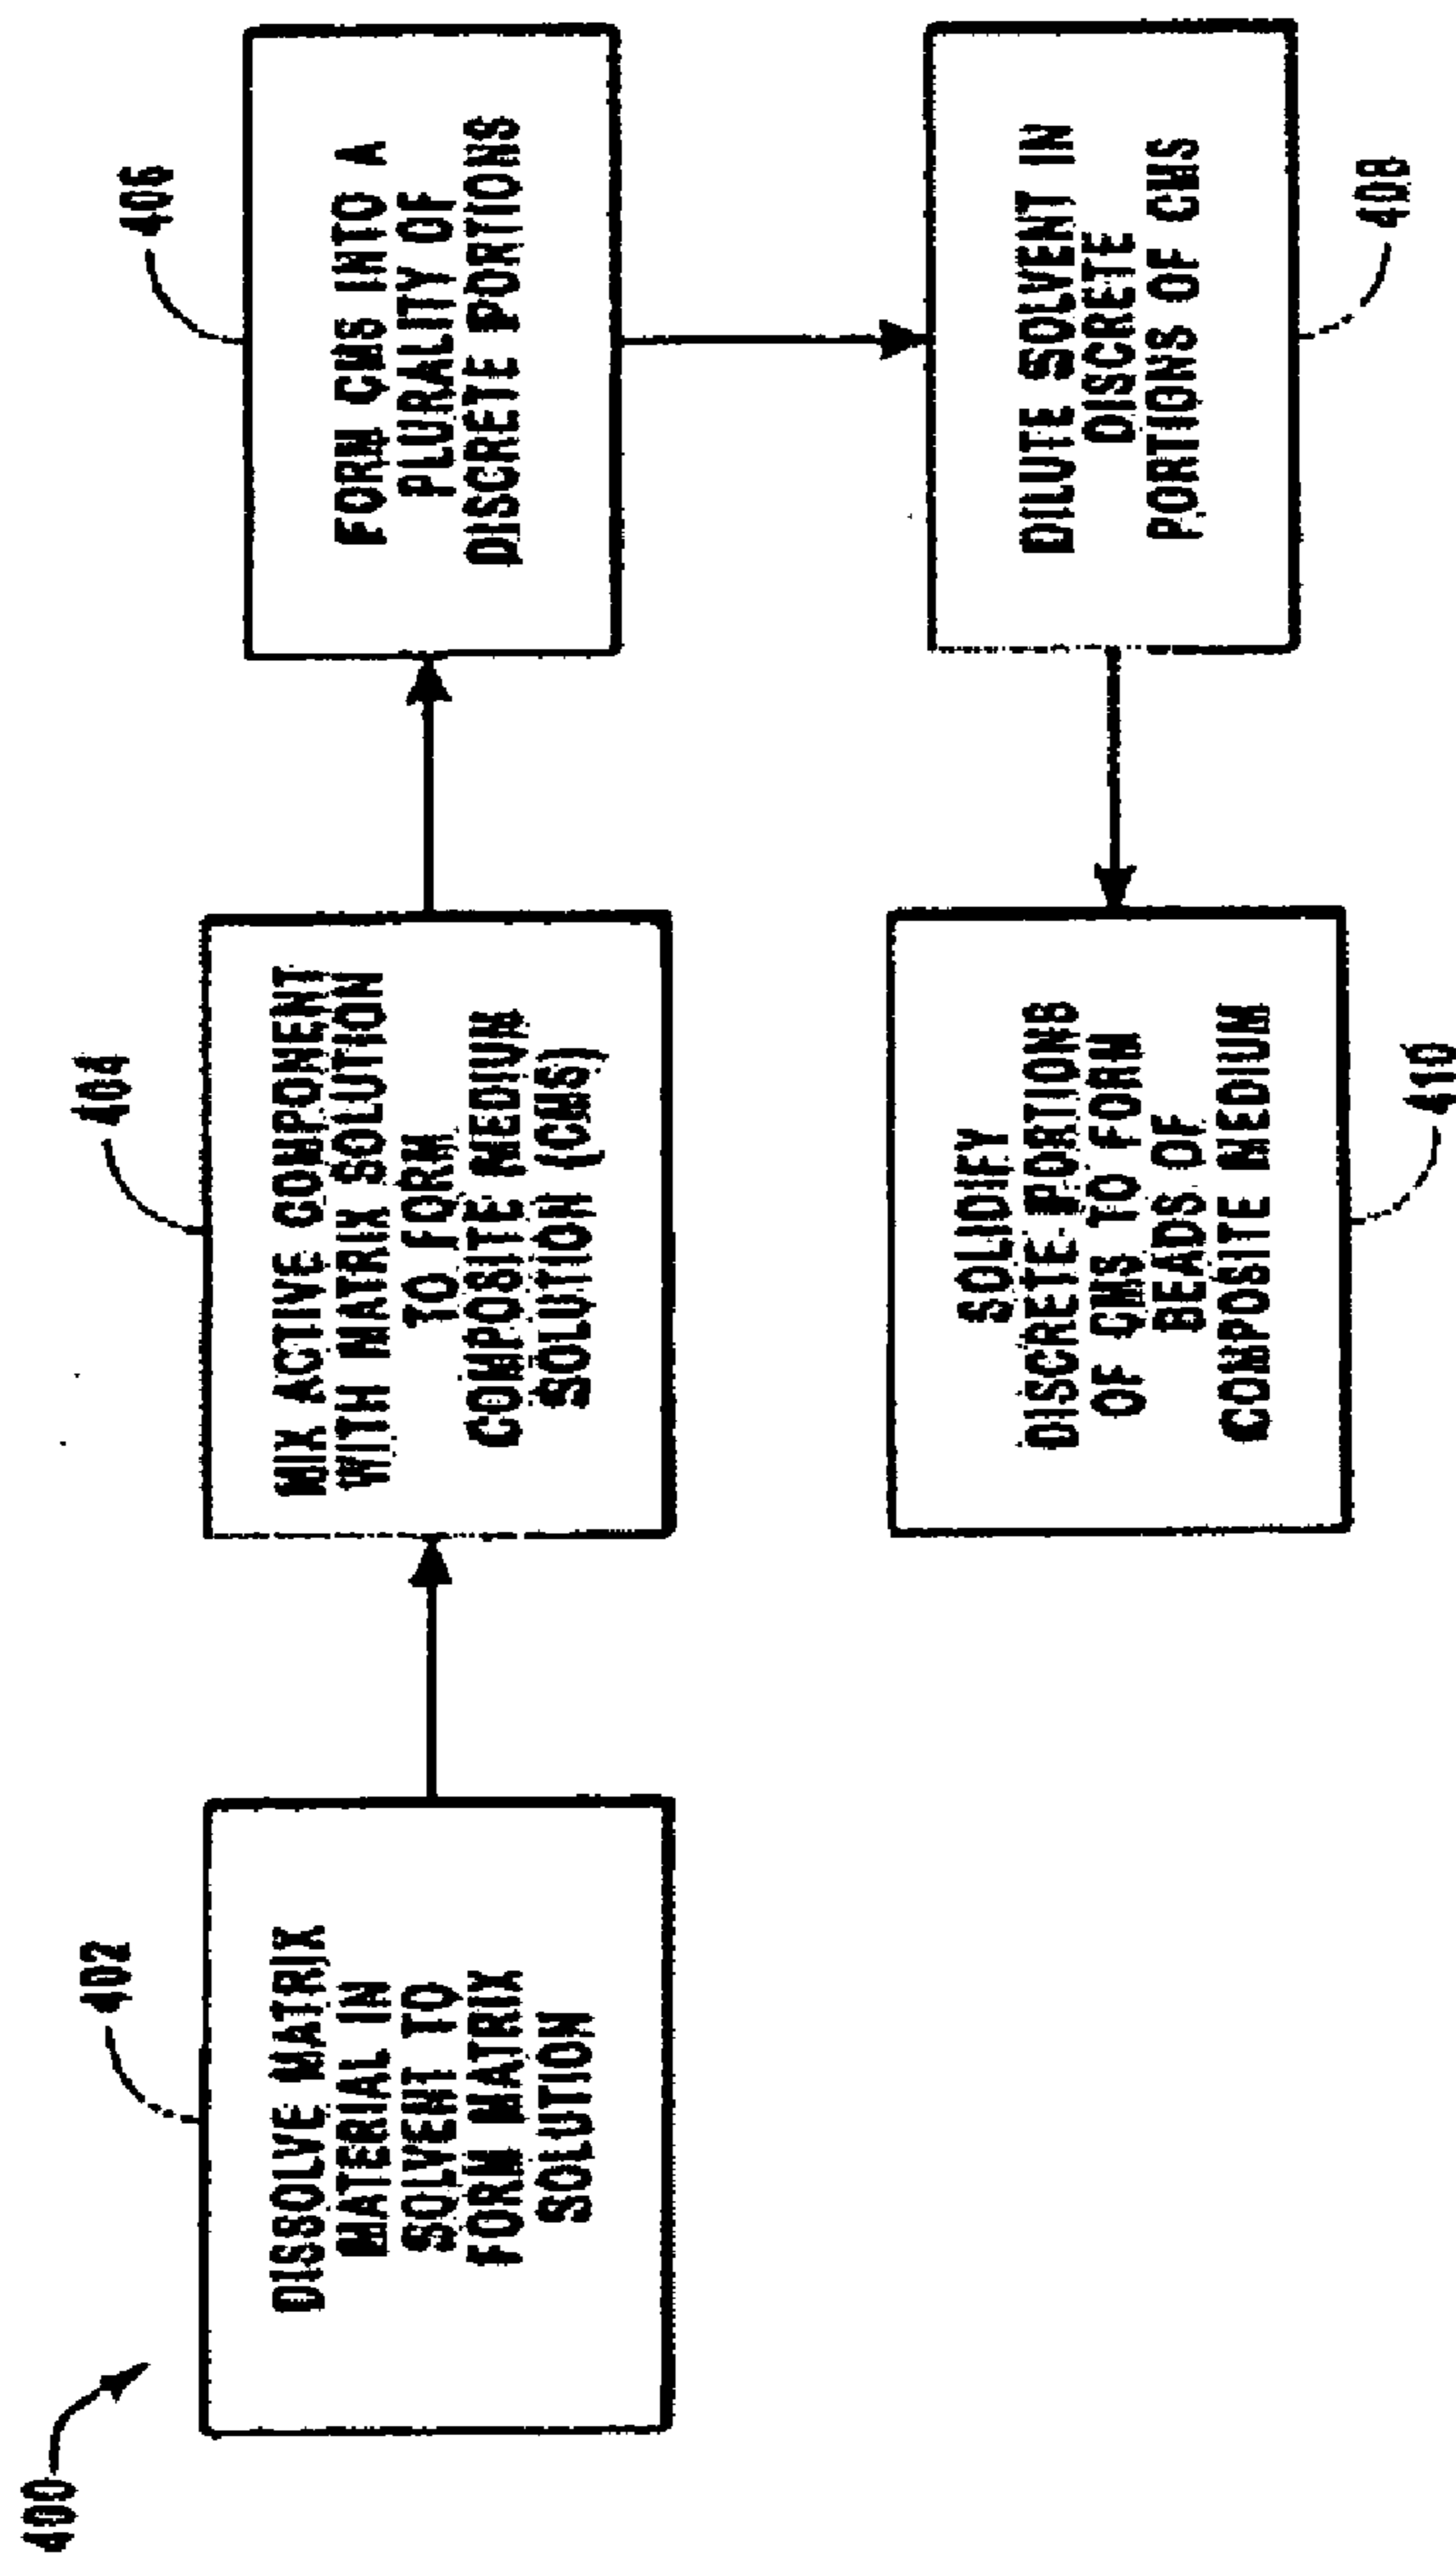 400
402
DISSOLVE MATRIX
MATERIAL IN
SOLVENT TO
FORM MATRIX
SOLUTION
404
MIX ACTIVE COMPONENT
WITH MATRIX SOLUTION
TO FORM
COMPOSITE MEDIUM
SOLUTION (CMS)
406
FORM CMS INTO A
PLURALITY OF
DISCRETE PORTIONS
DILUTE SOLVENT IN
DISCRETE
PORTIONS OF CMS
408
SOLIDIFY
DISCRETE PORTIONS
OF CMS TO FORM
BEADS OF
COMPOSITE MEDIUM
410